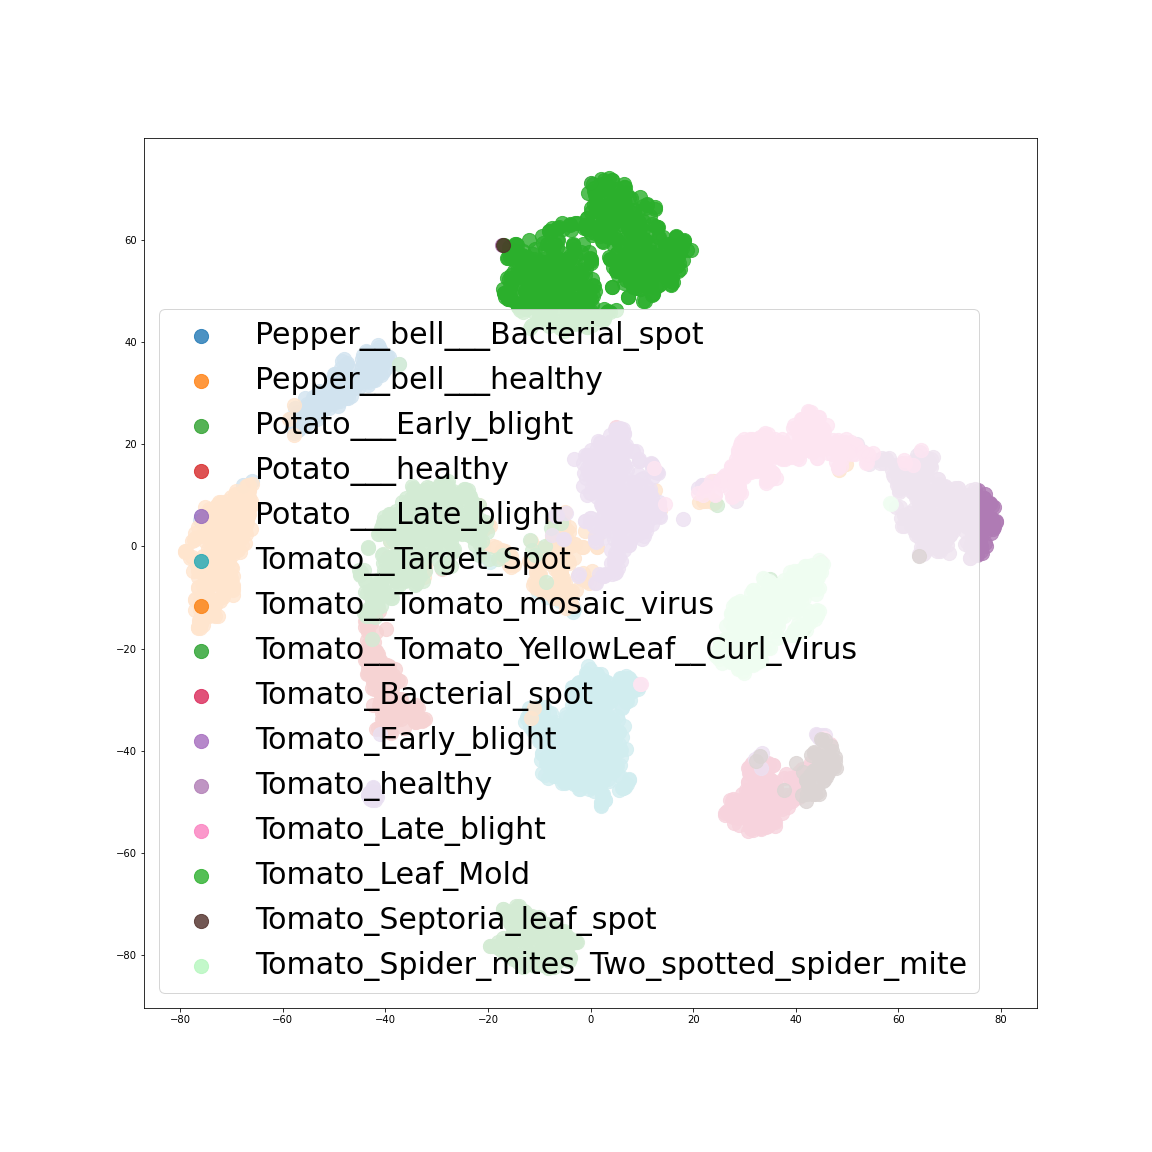 60
40
20
0
−20
−40
−60
−80
Pepper__bell___Bacterial_spot
Pepper__bell___healthy
Potato___Early_blight
Potato___healthy
Potato___Late_blight
Tomato__Target_Spot
Tomato__Tomato_mosaic_virus
Tomato__Tomato_YellowLeaf__Curl_Virus
Tomato_Bacterial_spot
Tomato_Early_blight
Tomato_healthy
Tomato_Late_blight
Tomato_Leaf_Mold
Tomato_Septoria_leaf_spot
Tomato_Spider_mites_Two_spotted_spider_mite
−80 −60 −40 −20 0 20 40 60 80